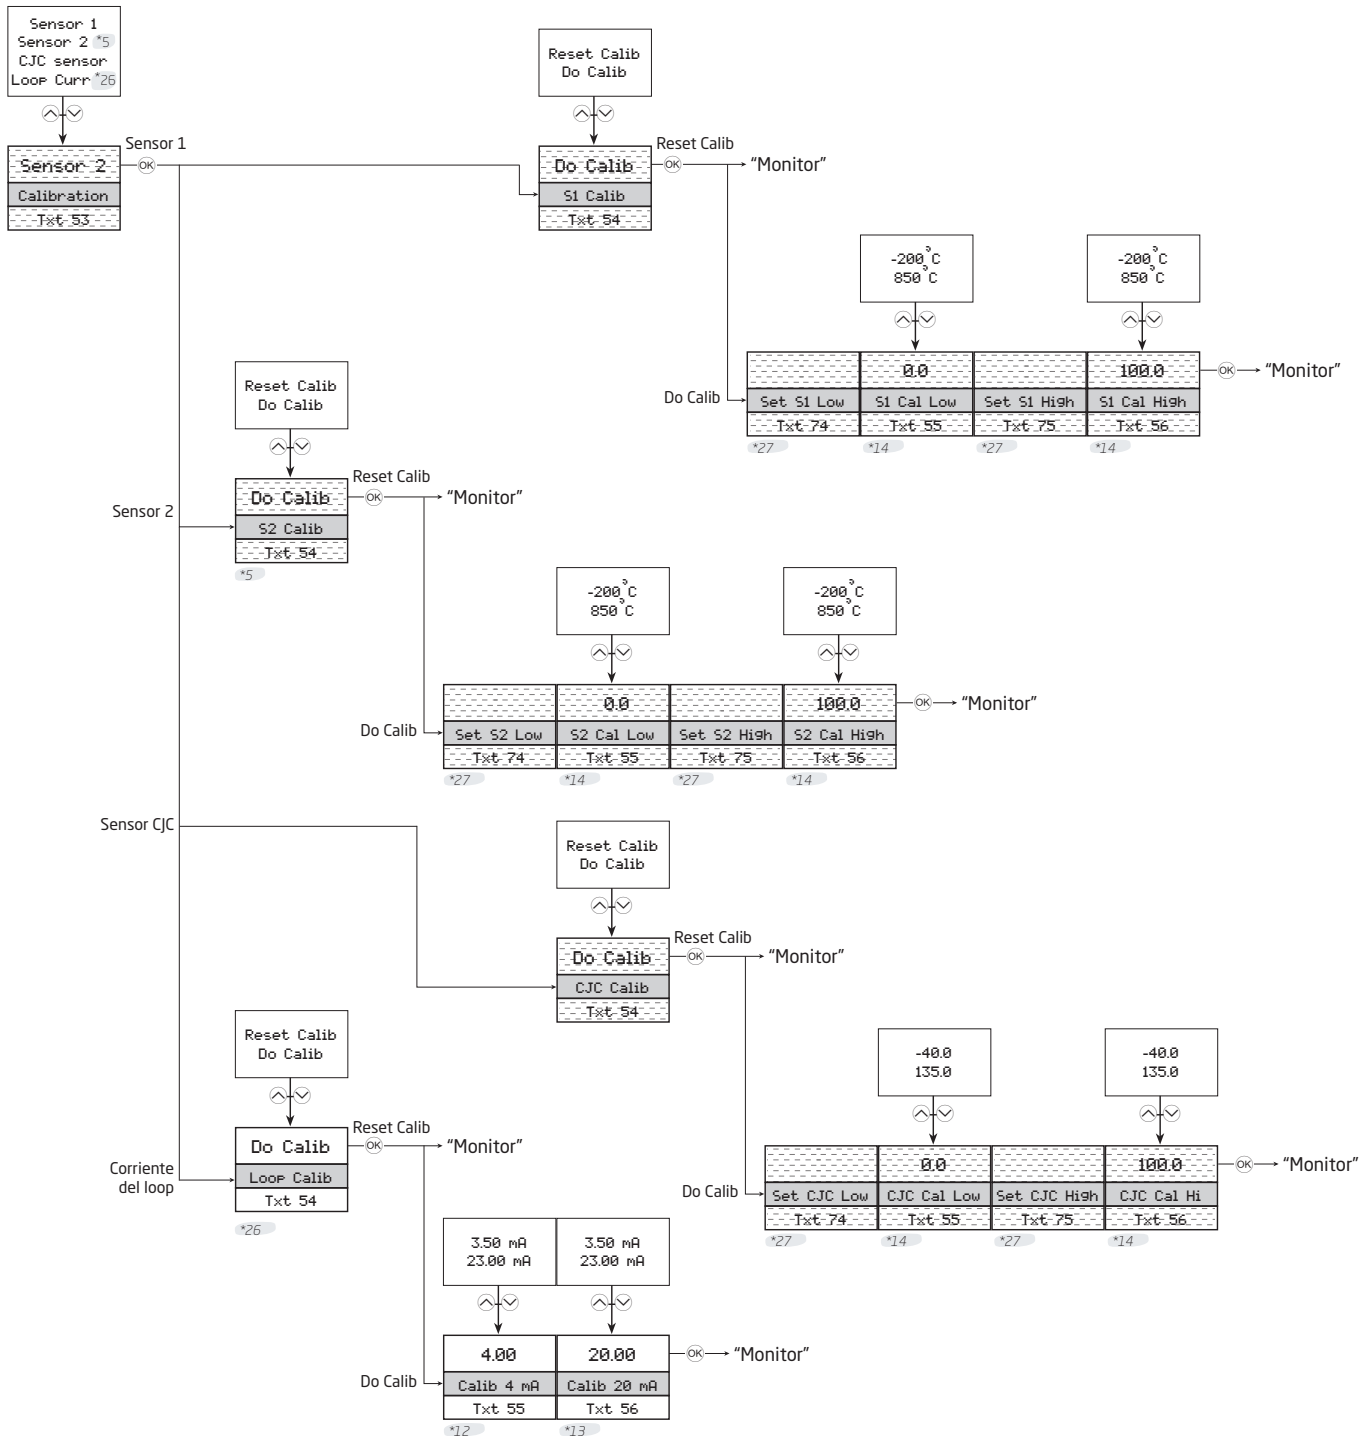 Sensor 1
Sensor 2 *5
CJC sensor
Loop Curr *26
Sensor 2
Calibration
Txt 53
OK
Sensor 1
Reset Calib
Do Calib
Do Calib
S1 Calib
Txt 54
Reset Calib
OK
“Monitor”
-200°C
850°C
-200°C
850°C
Do Calib
Set S1 Low
Txt 74
*27
0.0
S1 Cal Low
Txt 55
*14
Set S1 High
Txt 75
*27
100.0
S1 Cal High
Txt 56
*14
OK
“Monitor”
Sensor 2
Reset Calib
Do Calib
Do Calib
S2 Calib
Txt 54
*5
Reset Calib
OK
“Monitor”
-200°C
850°C
-200°C
850°C
Do Calib
Set S2 Low
Txt 74
*27
0.0
S2 Cal Low
Txt 55
*14
Set S2 High
Txt 75
*27
100.0
S2 Cal High
Txt 56
*14
OK
“Monitor”
Sensor CJC
Reset Calib
Do Calib
Do Calib
CJC Calib
Txt 54
Reset Calib
OK
“Monitor”
-40.0
135.0
-40.0
135.0
Do Calib
Set CJC Low
Txt 74
*27
0.0
CJC Cal Low
Txt 55
*14
Set CJC High
Txt 75
*27
100.0
CJC Cal Hi
Txt 56
*14
OK
“Monitor”
Corriente
del loop
Reset Calib
Do Calib
Do Calib
Loop Calib
Txt 54
*26
Reset Calib
OK
“Monitor”
3.50 mA
23.00 mA
3.50 mA
23.00 mA
Do Calib
4.00
Calib 4 mA
Txt 55
*12
20.00
Calib 20 mA
Txt 56
*13
OK
“Monitor”